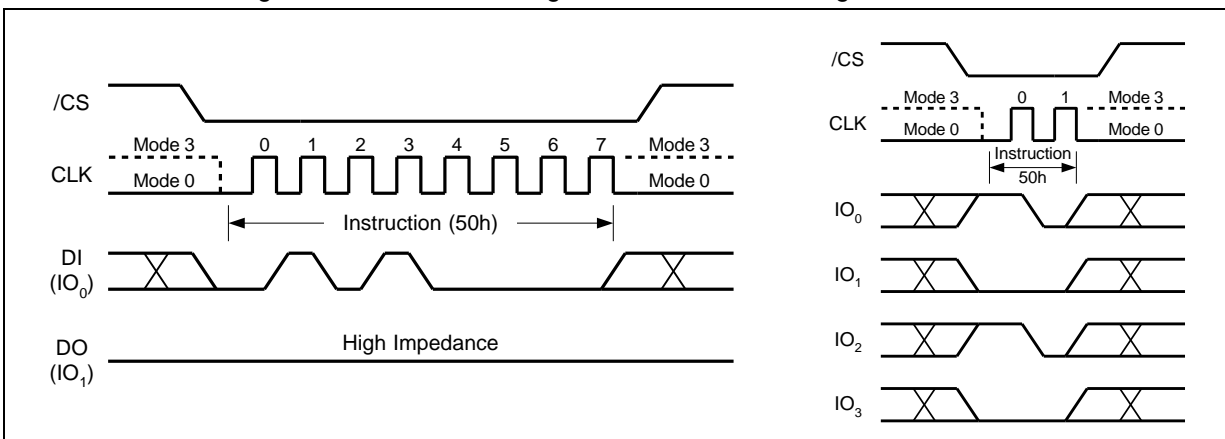 /CS
Mode 3
0 1 2 3 4 5 6 7
Mode 3
CLK
Mode 0
Mode 0
Instruction (50h)
DI
(IO0)
High Impedance
DO
(IO1)
/CS
Mode 3
0 1
Mode 3
CLK
Mode 0
Mode 0
Instruction
50h
IO0
IO1
IO2
IO3